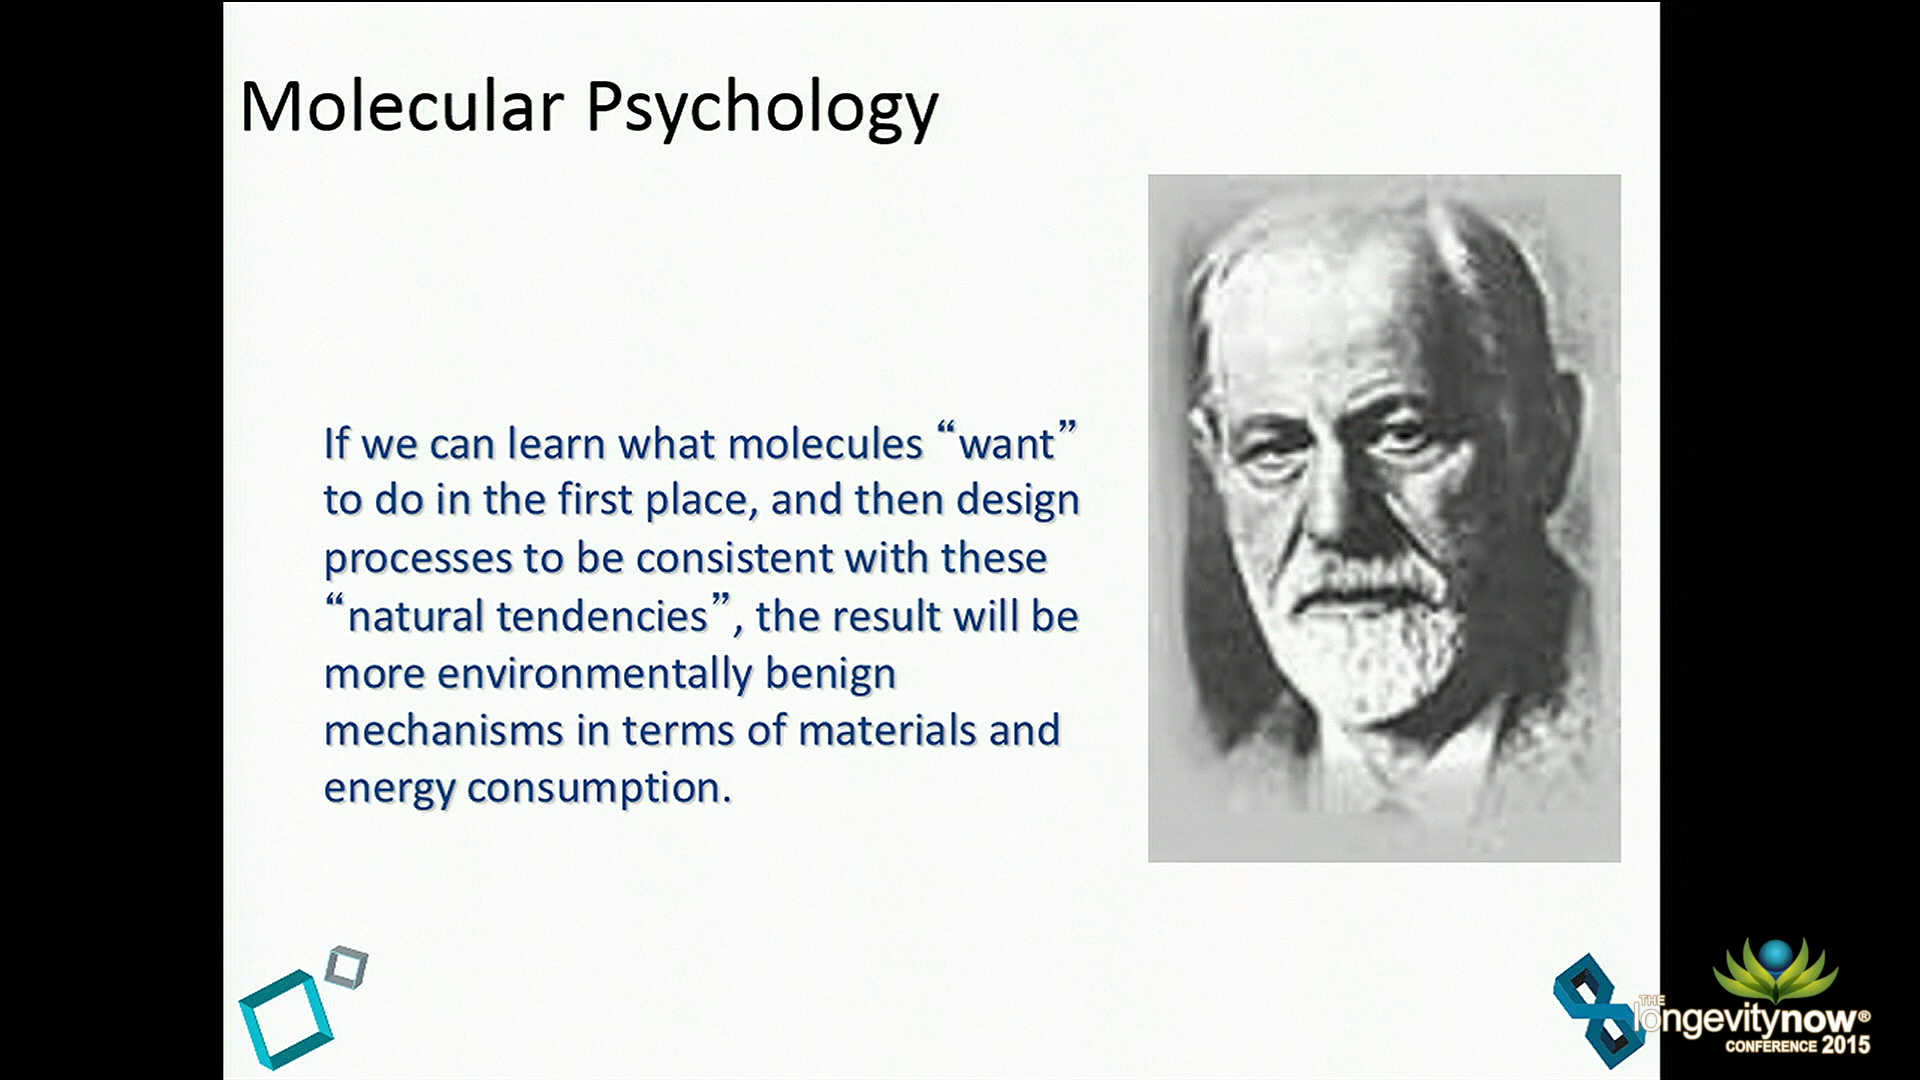 Molecular Psychology
If we can learn what molecules “want”
to do in the first place, and then design
processes to be consistent with these
“natural tendencies”, the result will be
more environmentally benign
mechanisms in terms of materials and
energy consumption.
THE
longevitynow®
CONFERENCE 2015